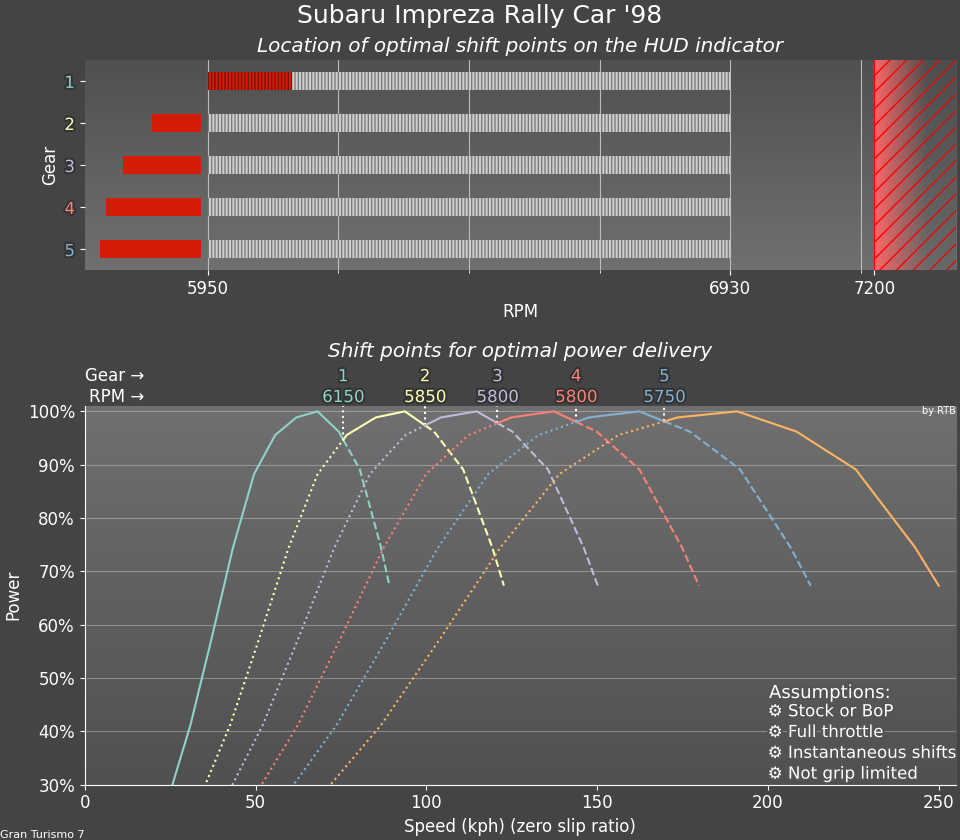 Subaru Impreza Rally Car '98
Location of optimal shift points on the HUD indicator
Gear
1
2
3
4
5
5950 6930 7200
RPM
Shift points for optimal power delivery
Gear → 1 2 3 4 5
RPM → 6150 5850 5800 5800 5750
by RTB
Power
100%
90%
80%
70%
60%
50%
40%
30%
Assumptions:
⚙ Stock or BoP
⚙ Full throttle
⚙ Instantaneous shifts
⚙ Not grip limited
0 50 100 150 200 250
Speed (kph) (zero slip ratio)
Gran Turismo 7